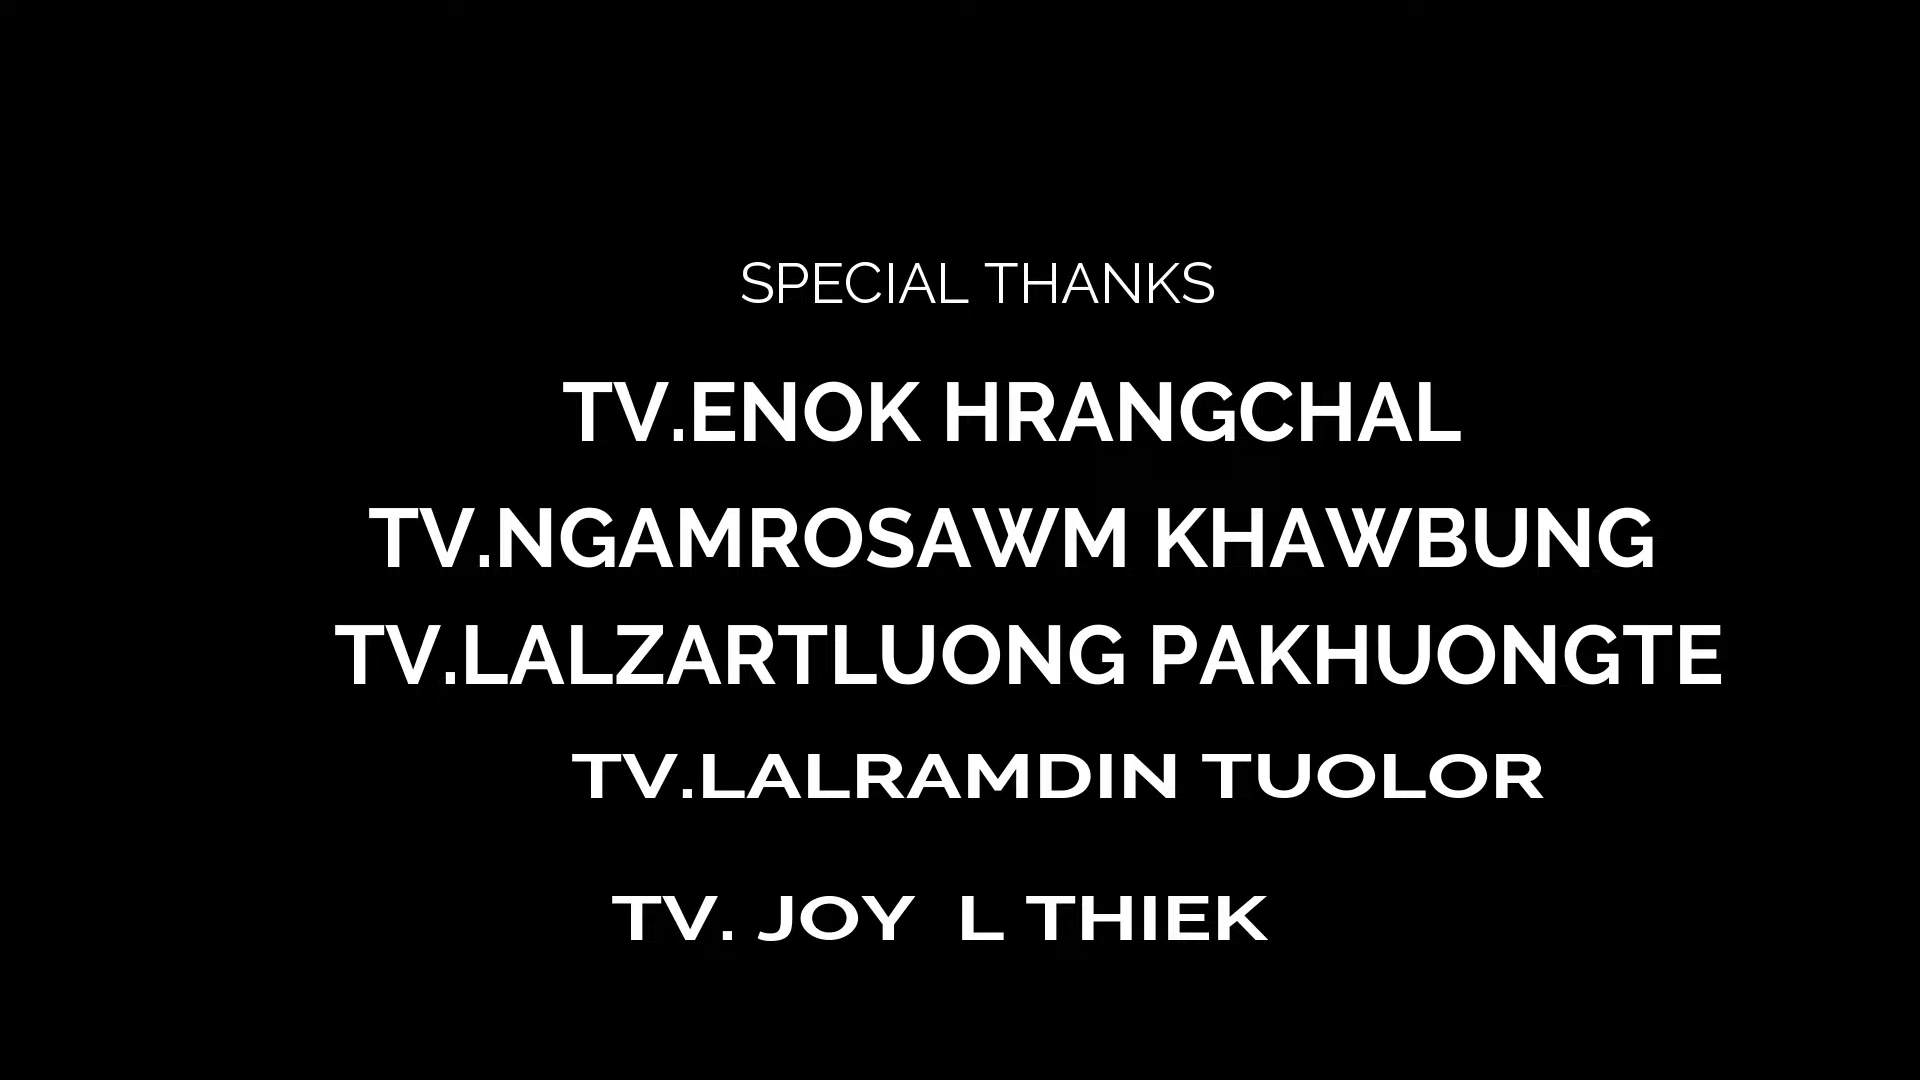 SPECIAL THANKS
TV.ENOK HRANGCHAL
TV.NGAMROSAWM KHAWBUNG
TV.LALZARTLUONG PAKHUONGTE
TV.LALRAMDIN TUOLOR
TV. JOY  L THIEK